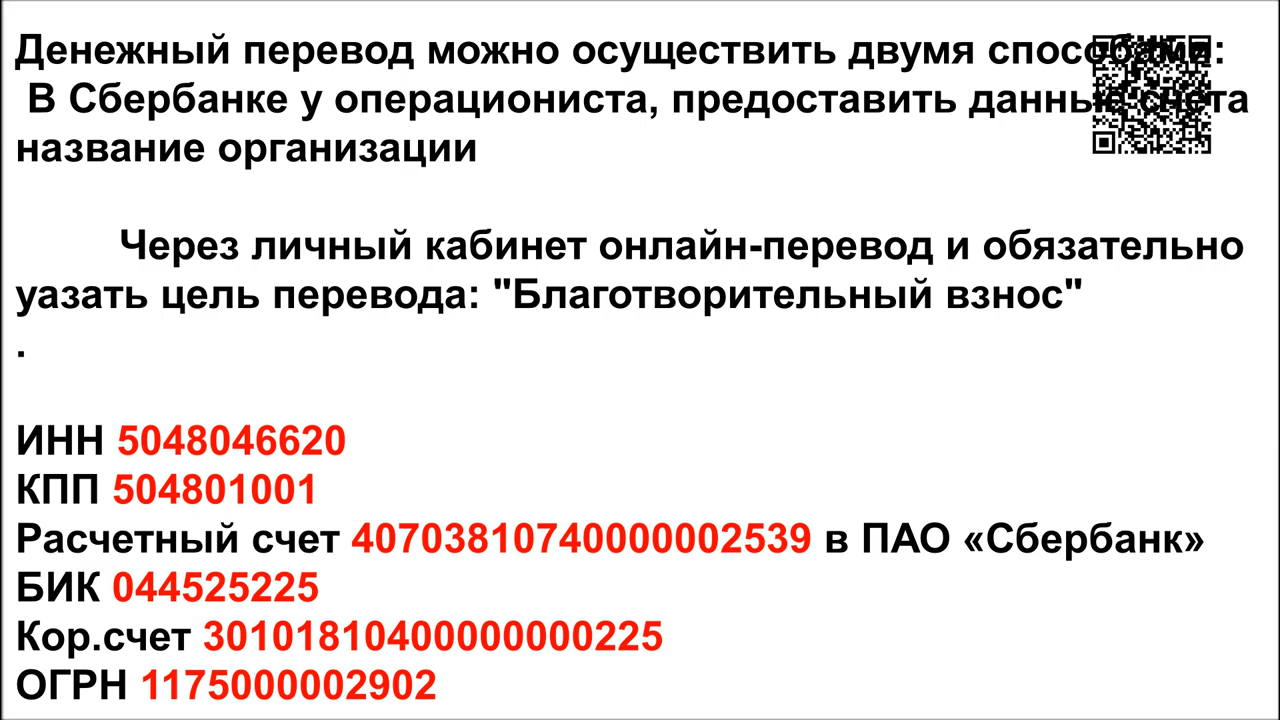 Денежный перевод можно осуществить двумя способами:
В Сбербанке у операциониста, предоставить данные счета
название организации
Через личный кабинет онлайн-перевод и обязательно
уазать цель перевода: "Благотворительный взнос"
.
ИНН 5048046620
КПП 504801001
Расчетный счет 40703810740000002539 в ПАО «Сбербанк»
БИК 044525225
Кор.счет 30101810400000000225
ОГРН 1175000002902